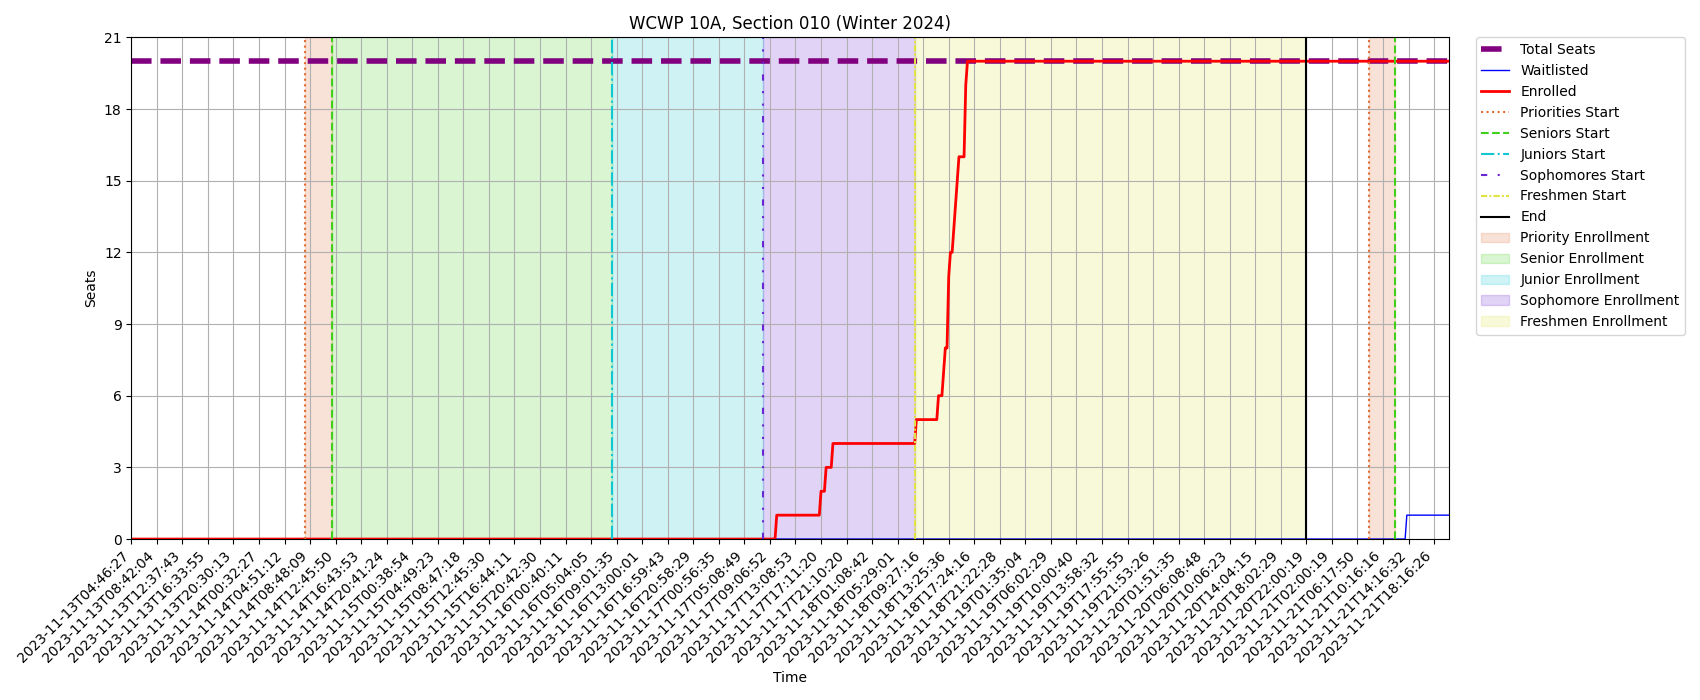 WCWP 10A, Section 010 (Winter 2024)
Seats
21
18
15
12
9
6
3
0
2023-11-13T04:46:27
2023-11-13T08:42:04
2023-11-13T12:37:43
2023-11-13T16:33:55
2023-11-13T20:30:13
2023-11-14T00:32:27
2023-11-14T04:51:12
2023-11-14T08:48:09
2023-11-14T12:45:50
2023-11-14T16:43:53
2023-11-14T20:41:24
2023-11-15T00:38:54
2023-11-15T04:49:23
2023-11-15T08:47:18
2023-11-15T12:45:30
2023-11-15T16:44:11
2023-11-15T20:42:30
2023-11-16T00:40:11
2023-11-16T05:04:05
2023-11-16T09:01:35
2023-11-16T13:00:01
2023-11-16T16:59:43
2023-11-16T20:58:29
2023-11-17T00:56:35
2023-11-17T05:08:49
2023-11-17T09:06:52
2023-11-17T13:08:53
2023-11-17T17:11:20
2023-11-17T21:10:20
2023-11-18T01:08:42
2023-11-18T05:29:01
2023-11-18T09:27:16
2023-11-18T13:25:36
2023-11-18T17:24:16
2023-11-18T21:22:28
2023-11-19T01:35:04
2023-11-19T06:02:29
2023-11-19T10:00:40
2023-11-19T13:58:32
2023-11-19T17:55:55
2023-11-19T21:53:26
2023-11-20T01:51:35
2023-11-20T06:08:48
2023-11-20T10:06:23
2023-11-20T14:04:15
2023-11-20T18:02:29
2023-11-20T22:00:19
2023-11-21T02:00:19
2023-11-21T06:17:50
2023-11-21T10:16:16
2023-11-21T14:16:32
2023-11-21T18:16:26
Time
Total Seats
Waitlisted
Enrolled
Priorities Start
Seniors Start
Juniors Start
Sophomores Start
Freshmen Start
End
Priority Enrollment
Senior Enrollment
Junior Enrollment
Sophomore Enrollment
Freshmen Enrollment